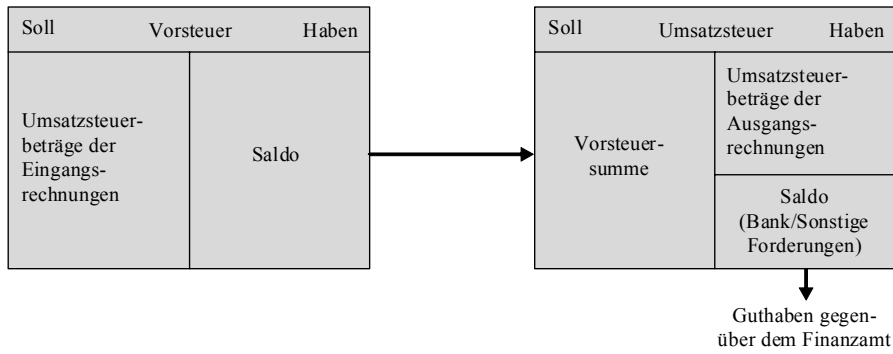 Soll Vorsteuer Haben
Umsatzsteuer-
beträge der
Eingangs-
rechnungen
Saldo
Soll Umsatzsteuer Haben
Vorsteuer-
summe
Umsatzsteuer-
beträge der
Ausgangs-
rechnungen
Saldo
(Bank/Sonstige
Forderungen)
Guthaben gegen-
über dem Finanzamt